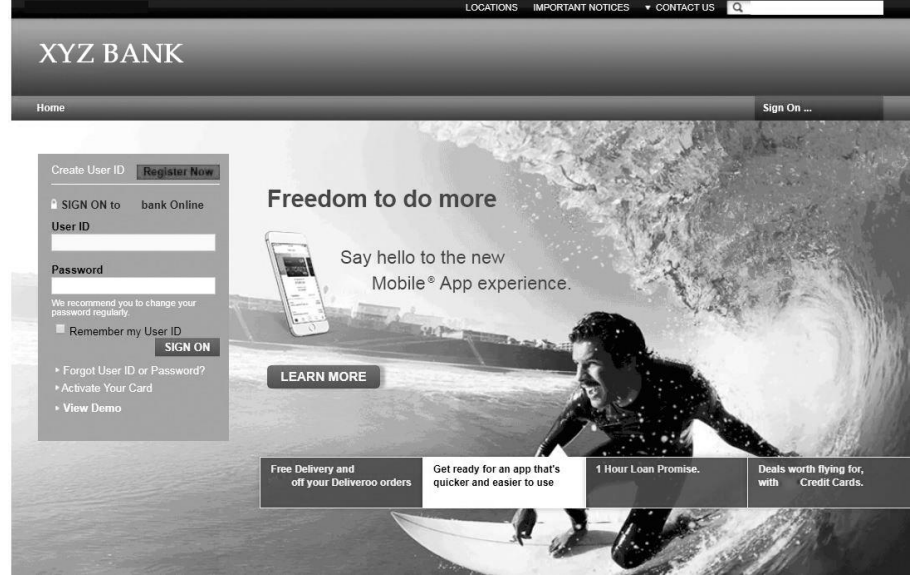 LOCATIONS IMPORTANT NOTICES CONTACT US
XYZ BANK
Home Sign On ...
Create User ID Register Now
SIGN ON to bank Online
User ID
Password
We recommend you to change your
password regularly.
Remember my User ID
SIGN ON
Forgot User ID or Password?
Activate Your Card
View Demo
Freedom to do more
Say hello to the new
Mobile® App experience.
LEARN MORE
Free Delivery and
off your Deliveroo orders
Get ready for an app that's
quicker and easier to use
1 Hour Loan Promise.
Deals worth flying for,
with Credit Cards.